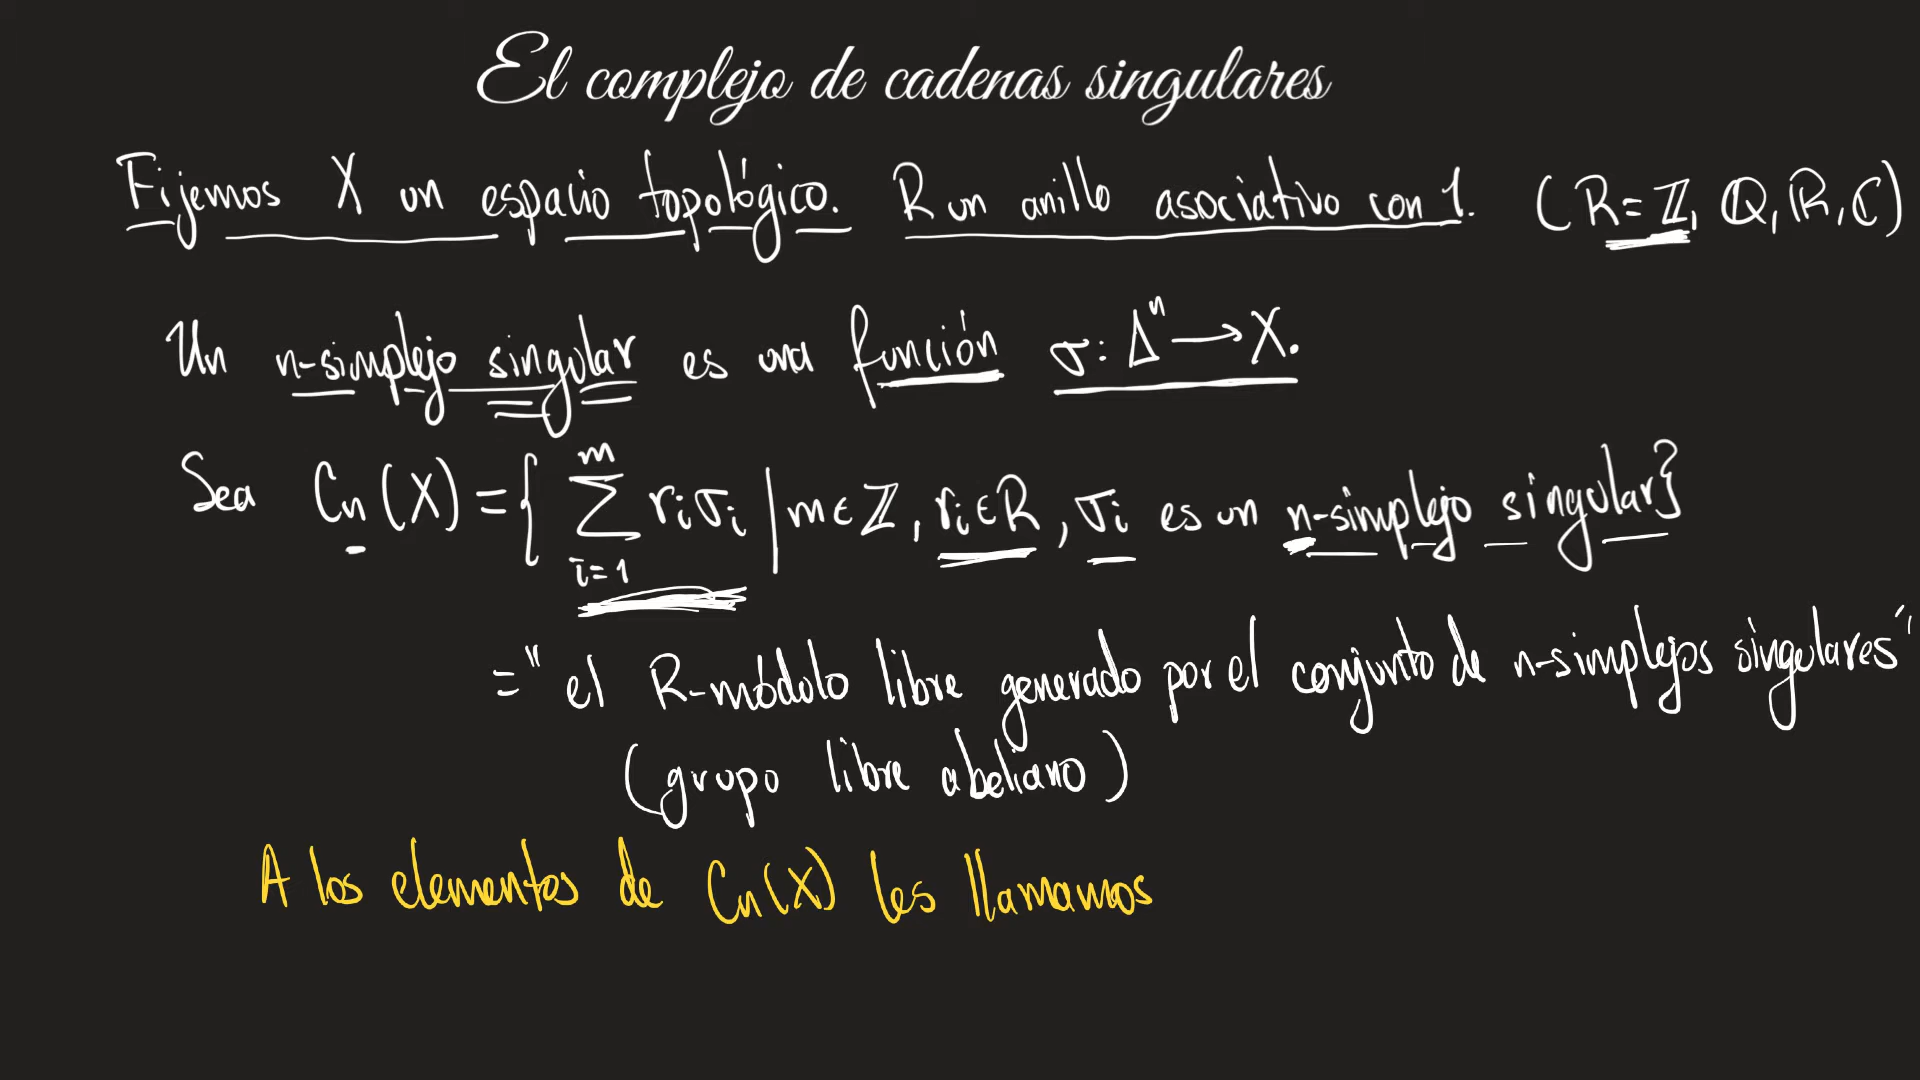 El complejo de cadenas singulares
Fijemos X un espacio topológico. R un anillo asociativo con 1. (R=ℤ, ℚ, ℝ, ℂ)
Un n-simplejo singular es una función σ: Δⁿ → X.
Sea Cn(X) = { ∑_{i=1}^{m} rᵢσᵢ | m∈ℤ, rᵢ∈R, σᵢ es un n-simplejo singular}
= "el R-módulo libre generado por el conjunto de n-simplejos singulares"
(grupo libre abeliano)
A los elementos de Cn(X) les llamamos